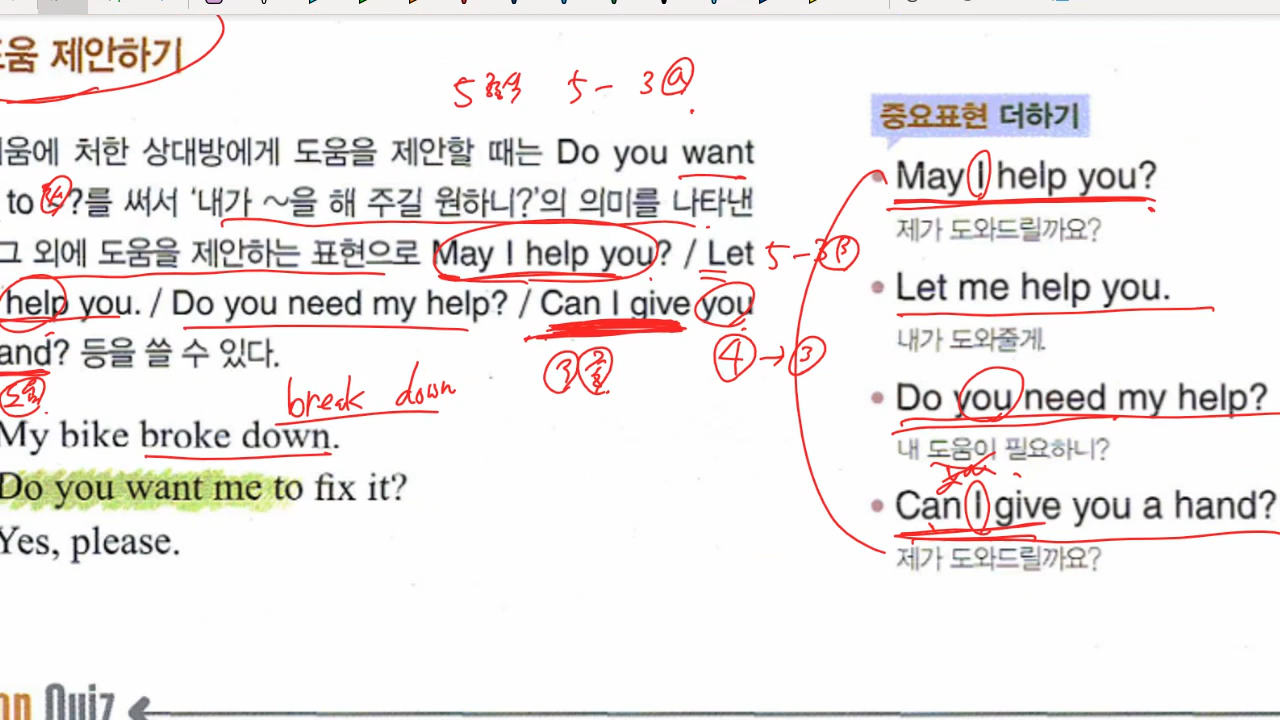 움 제안하기
5형식 5-3ⓐ
움에 처한 상대방에게 도움을 제안할 때는 Do you want
to ?를 써서 '내가 ~을 해 주길 원하니?'의 의미를 나타낸
그 외에 도움을 제안하는 표현으로 May I help you? / Let
5-3
help you. / Do you need my help? / Can I give you
and? 등을 쓸 수 있다.
③ ④→③
도움
break down
My bike broke down.
Do you want me to fix it?
Yes, please.
중요표현 더하기
May I help you?
제가 도와드릴까요?
Let me help you.
내가 도와줄게.
Do you need my help?
내 도움이 필요하니?
you
Can I give you a hand?
제가 도와드릴까요?
on Quiz